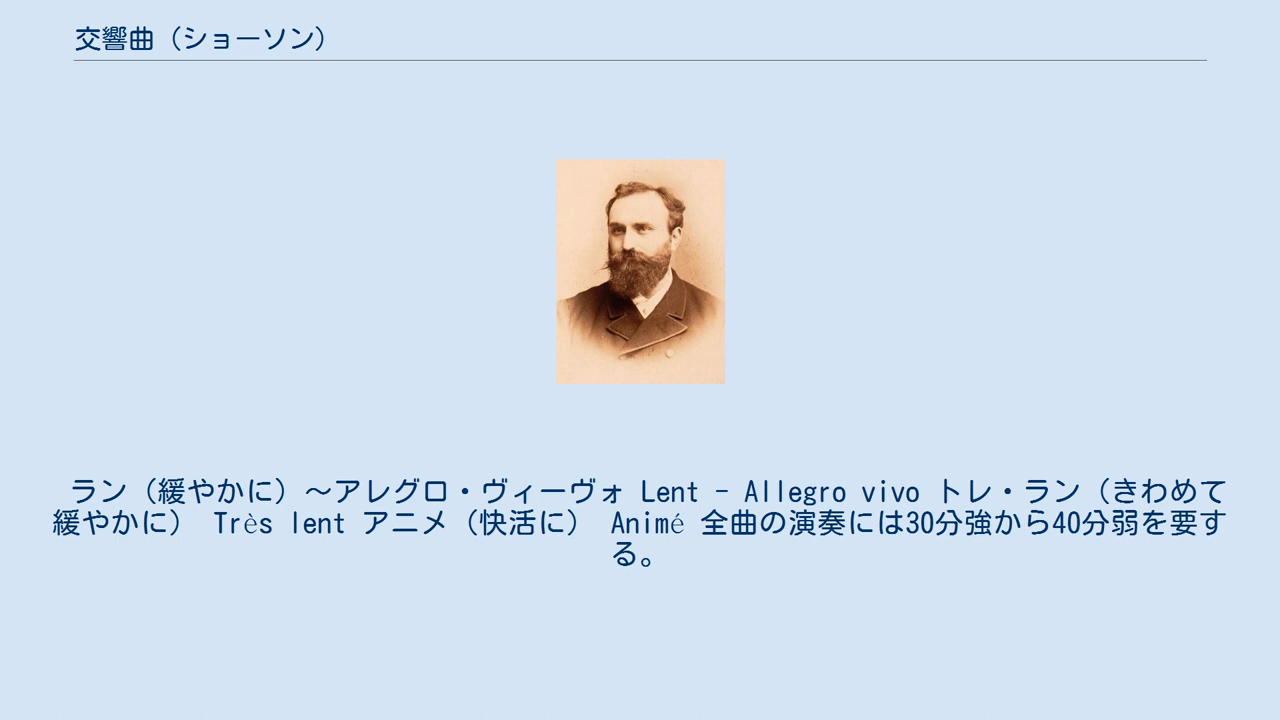 交響曲（ショーソン）
ラン（緩やかに）～アレグロ・ヴィーヴォ Lent - Allegro vivo トレ・ラン（きわめて
緩やかに） Très lent アニメ（快活に） Animé 全曲の演奏には30分強から40分弱を要す
る。